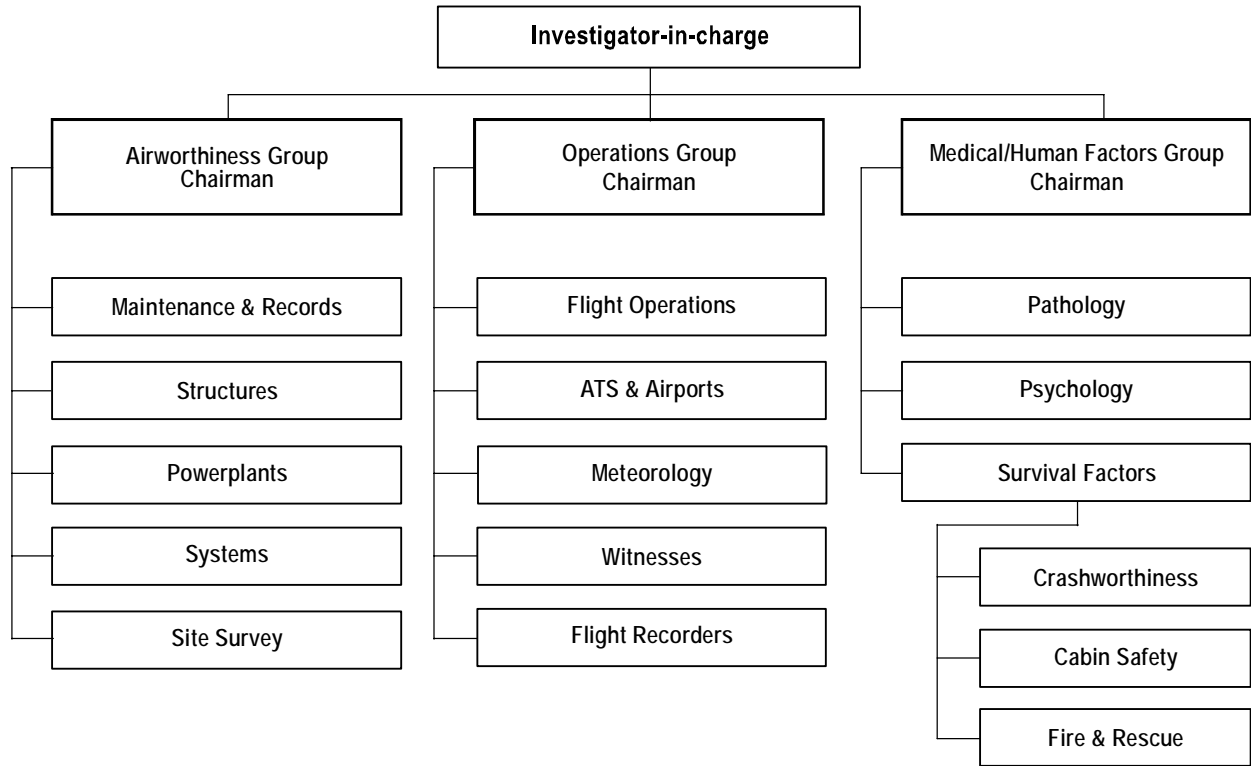 Investigator-in-charge
Airworthiness Group
Chairman
Operations Group
Chairman
Medical/Human Factors Group
Chairman
Maintenance & Records
Flight Operations
Pathology
Structures
ATS & Airports
Psychology
Powerplants
Meteorology
Survival Factors
Systems
Witnesses
Crashworthiness
Site Survey
Flight Recorders
Cabin Safety
Fire & Rescue